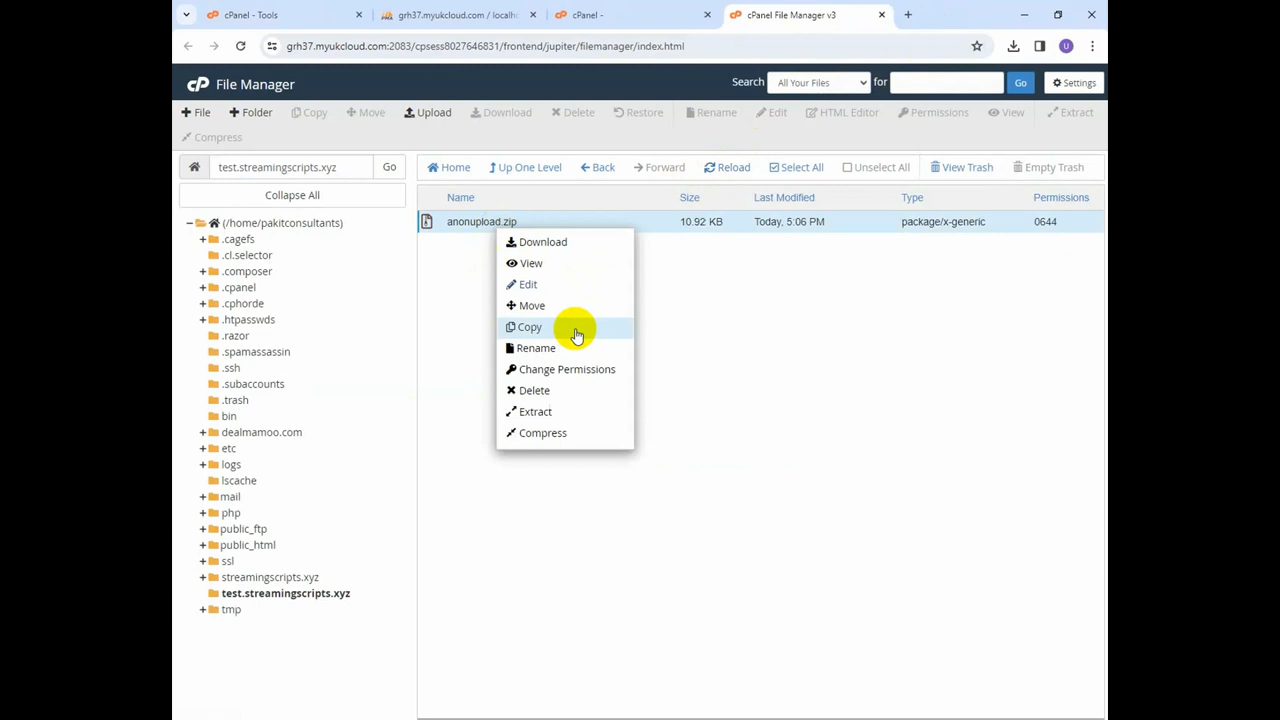 cPanel - Tools
grh37.myukcloud.com / localh
cPanel -
cPanel File Manager v3
grh37.myukcloud.com:2083/cpsess8027646831/frontend/jupiter/filemanager/index.html
U
cP File Manager
Search All Your Files for Go Settings
File Folder Copy Move Upload Download Delete Restore Rename Edit HTML Editor Permissions View Extract
Compress
test.streamingscripts.xyz Go
Home Up One Level Back Forward Reload Select All Unselect All View Trash Empty Trash
Collapse All
Name Size Last Modified Type Permissions
anonupload.zip 10.92 KB Today, 5:06 PM package/x-generic 0644
Download
View
Edit
Move
Copy
Rename
Change Permissions
Delete
Extract
Compress
(/home/pakitconsultants)
.cagefs
.cl.selector
.composer
.cpanel
.cphorde
.htpasswds
.razor
.spamassassin
.ssh
.subaccounts
.trash
bin
dealmamoo.com
etc
logs
lscache
mail
php
public_ftp
public_html
ssl
streamingscripts.xyz
test.streamingscripts.xyz
tmp